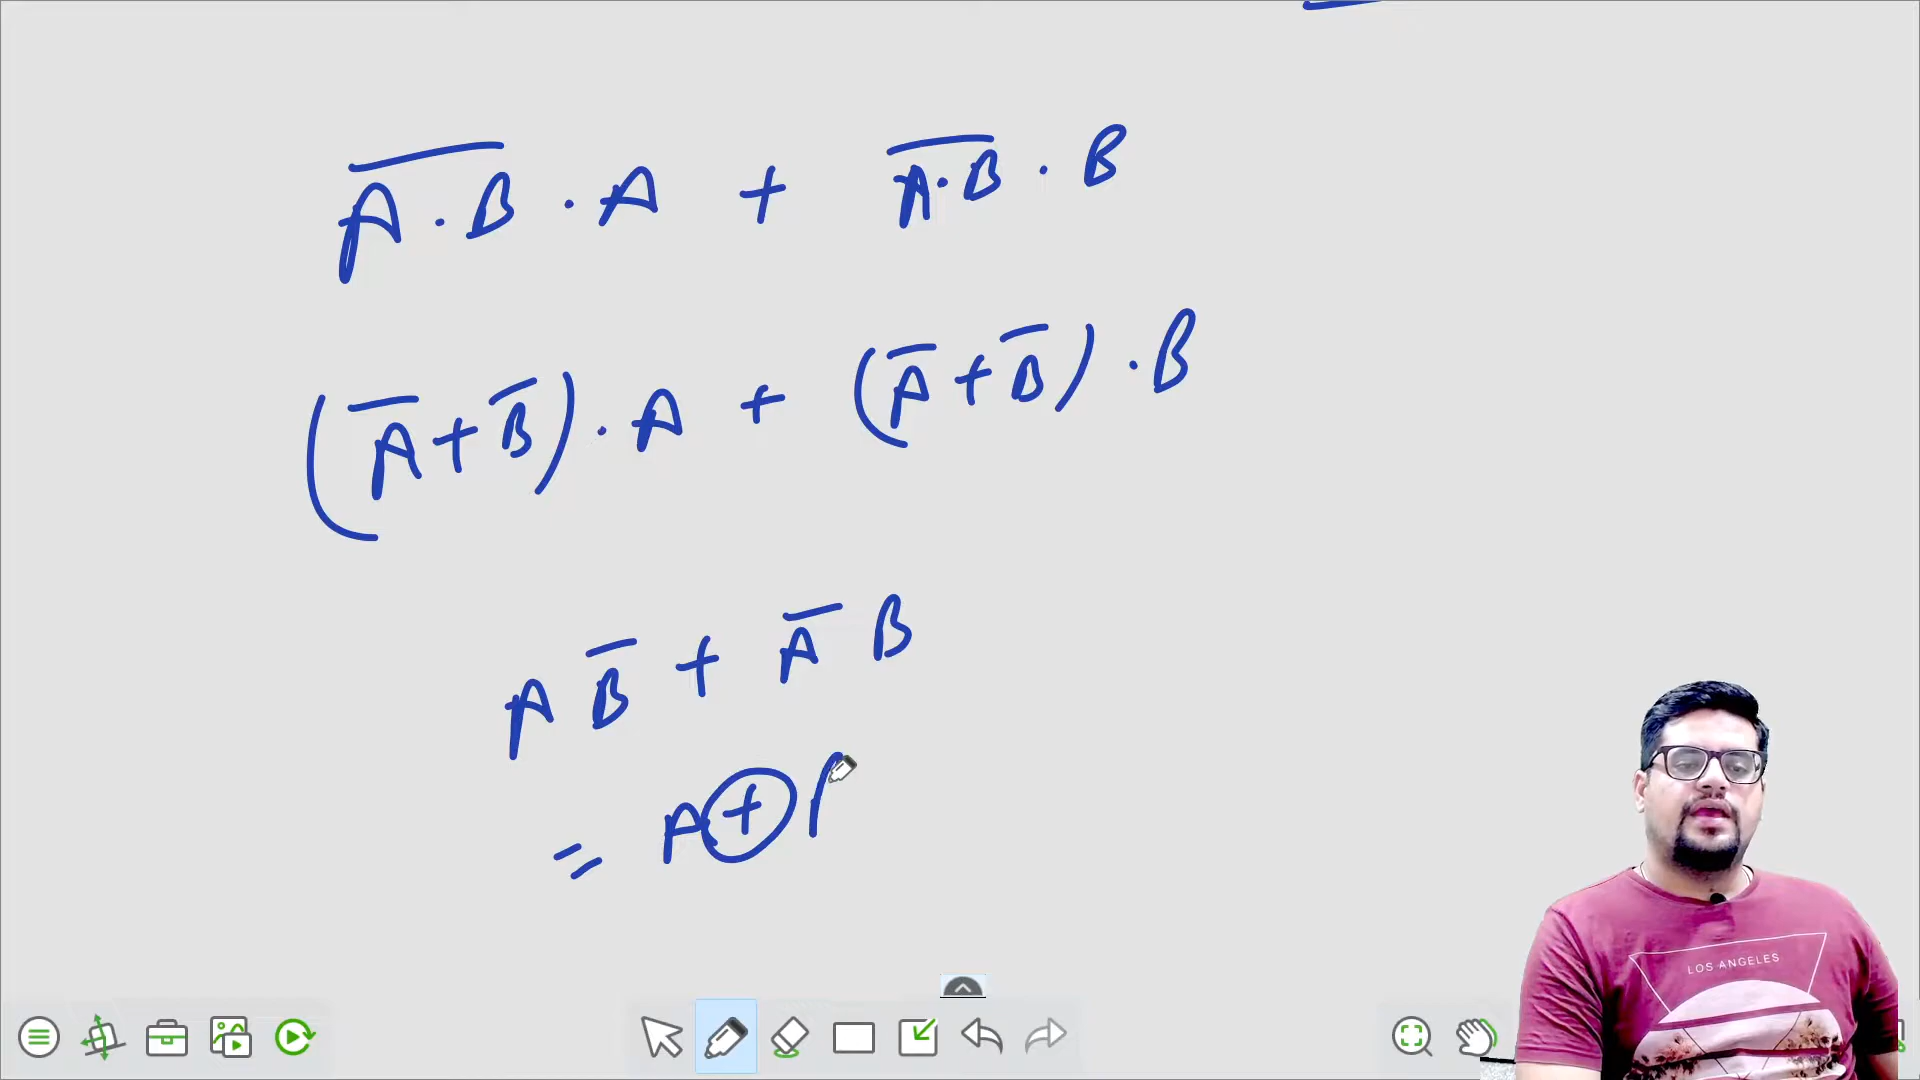 A̅·̅B̅ · A + A̅·̅B̅ · B
(A̅ + B̅) · A + (A̅ + B̅) · B
A B̅ + A̅ B
= A ⊕
LOS ANGELES